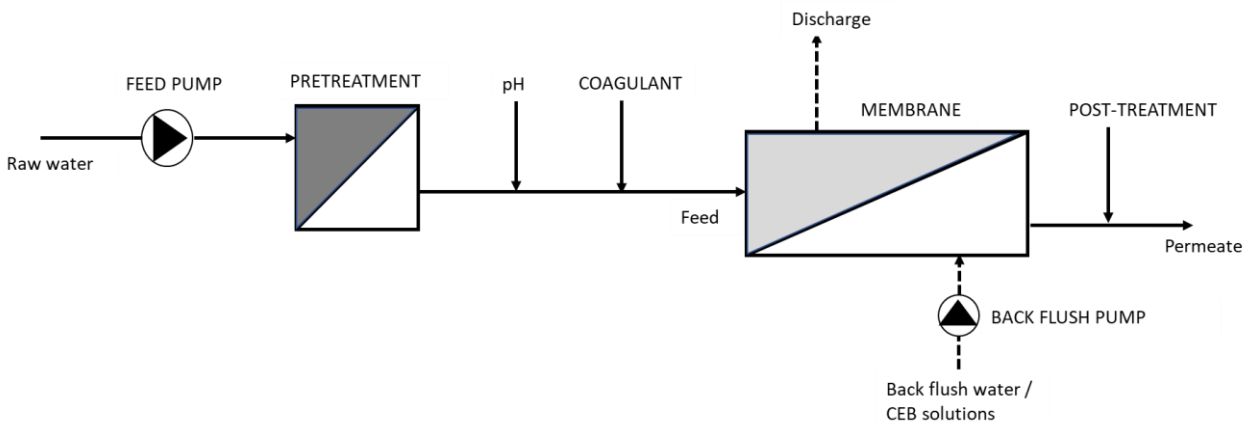 Discharge
FEED PUMP
PRETREATMENT
pH
COAGULANT
MEMBRANE
POST-TREATMENT
Raw water
Feed
Permeate
BACK FLUSH PUMP
Back flush water /
CEB solutions